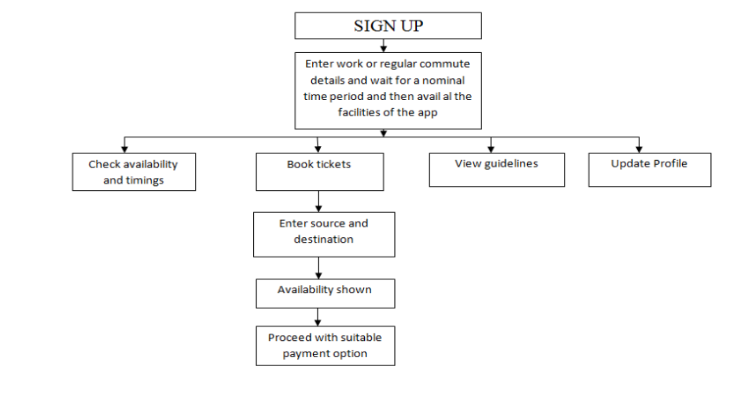 SIGN UP
Enter work or regular commute
details and wait for a nominal
time period and then avail al the
facilities of the app
Check availability
and timings
Book tickets
View guidelines
Update Profile
Enter source and
destination
Availability shown
Proceed with suitable
payment option